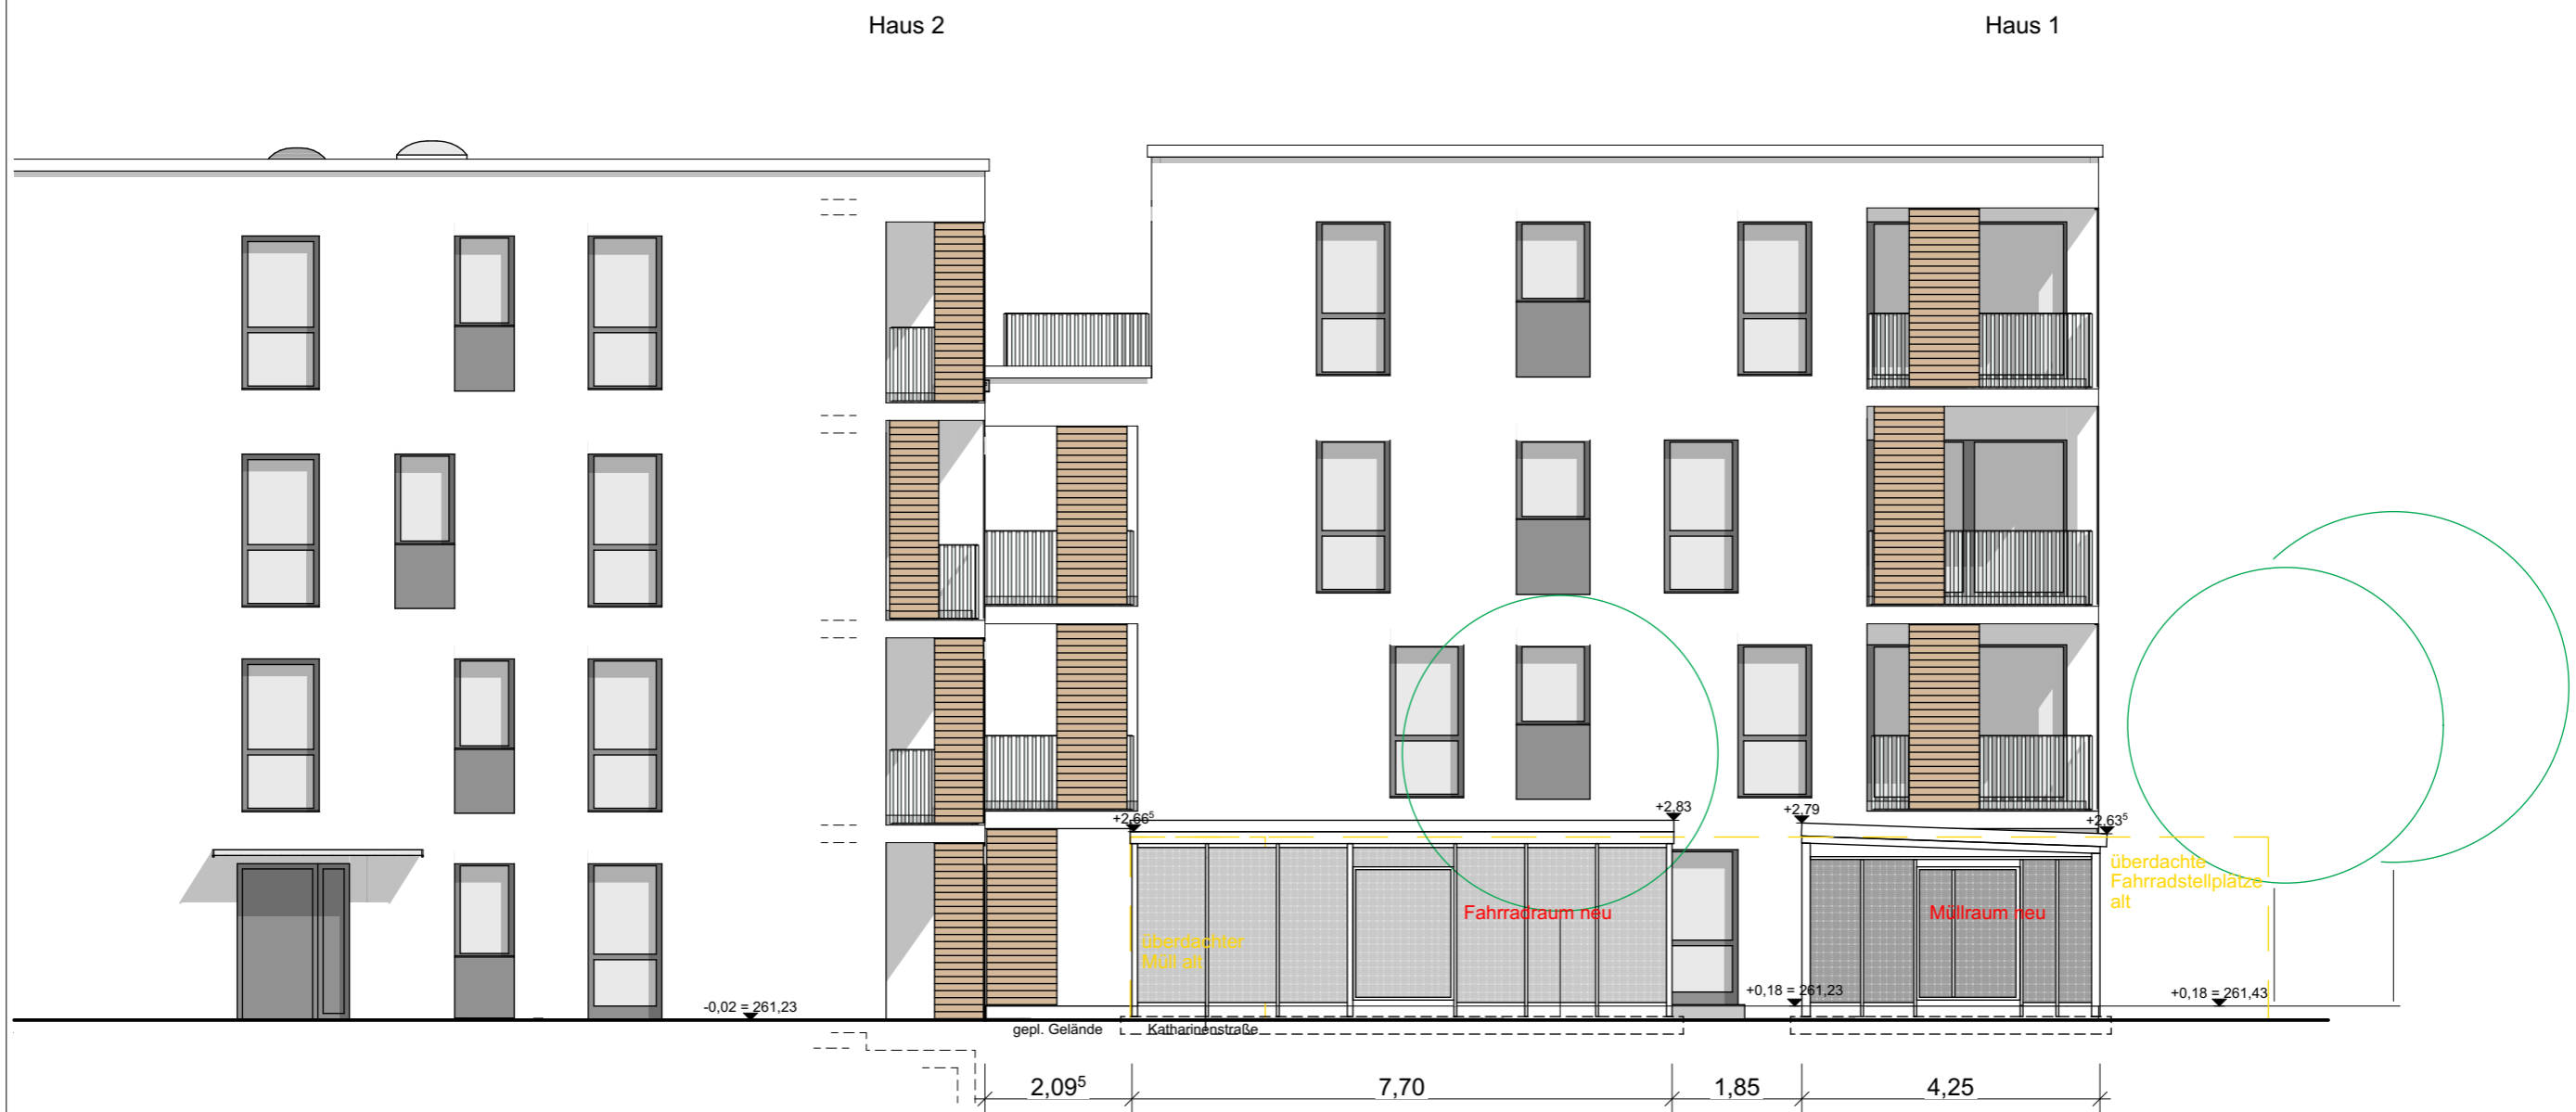 Haus 2
Haus 1
+2,66⁵
+2,83
+2,79
+2,63⁵
überdachte
Fahrradstellplätze
alt
Fahrradraum neu
Müllraum neu
überdachter
Müll alt
-0,02 = 261,23
+0,18 = 261,23
+0,18 = 261,43
gepl. Gelände
Katharinenstraße
2,09⁵
7,70
1,85
4,25